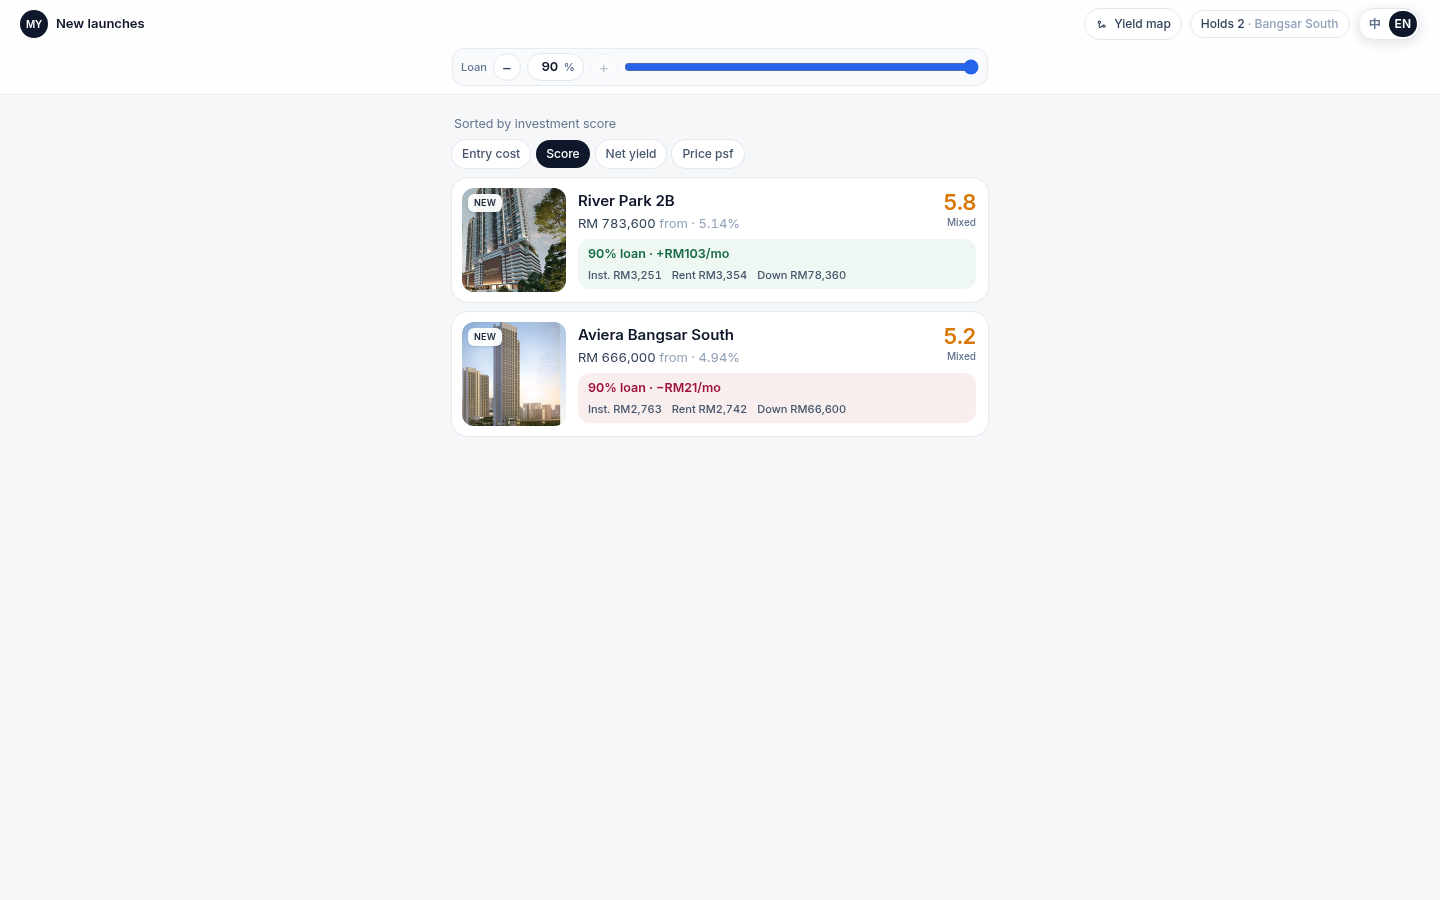 MY New launches
Yield map
Holds 2 · Bangsar South
中 EN
Loan − 90 % +
Sorted by investment score
Entry cost Score Net yield Price psf
NEW
River Park 2B
5.8
RM 783,600 from · 5.14%
Mixed
90% loan · +RM103/mo
Inst. RM3,251 Rent RM3,354 Down RM78,360
NEW
Aviera Bangsar South
5.2
RM 666,000 from · 4.94%
Mixed
90% loan · −RM21/mo
Inst. RM2,763 Rent RM2,742 Down RM66,600